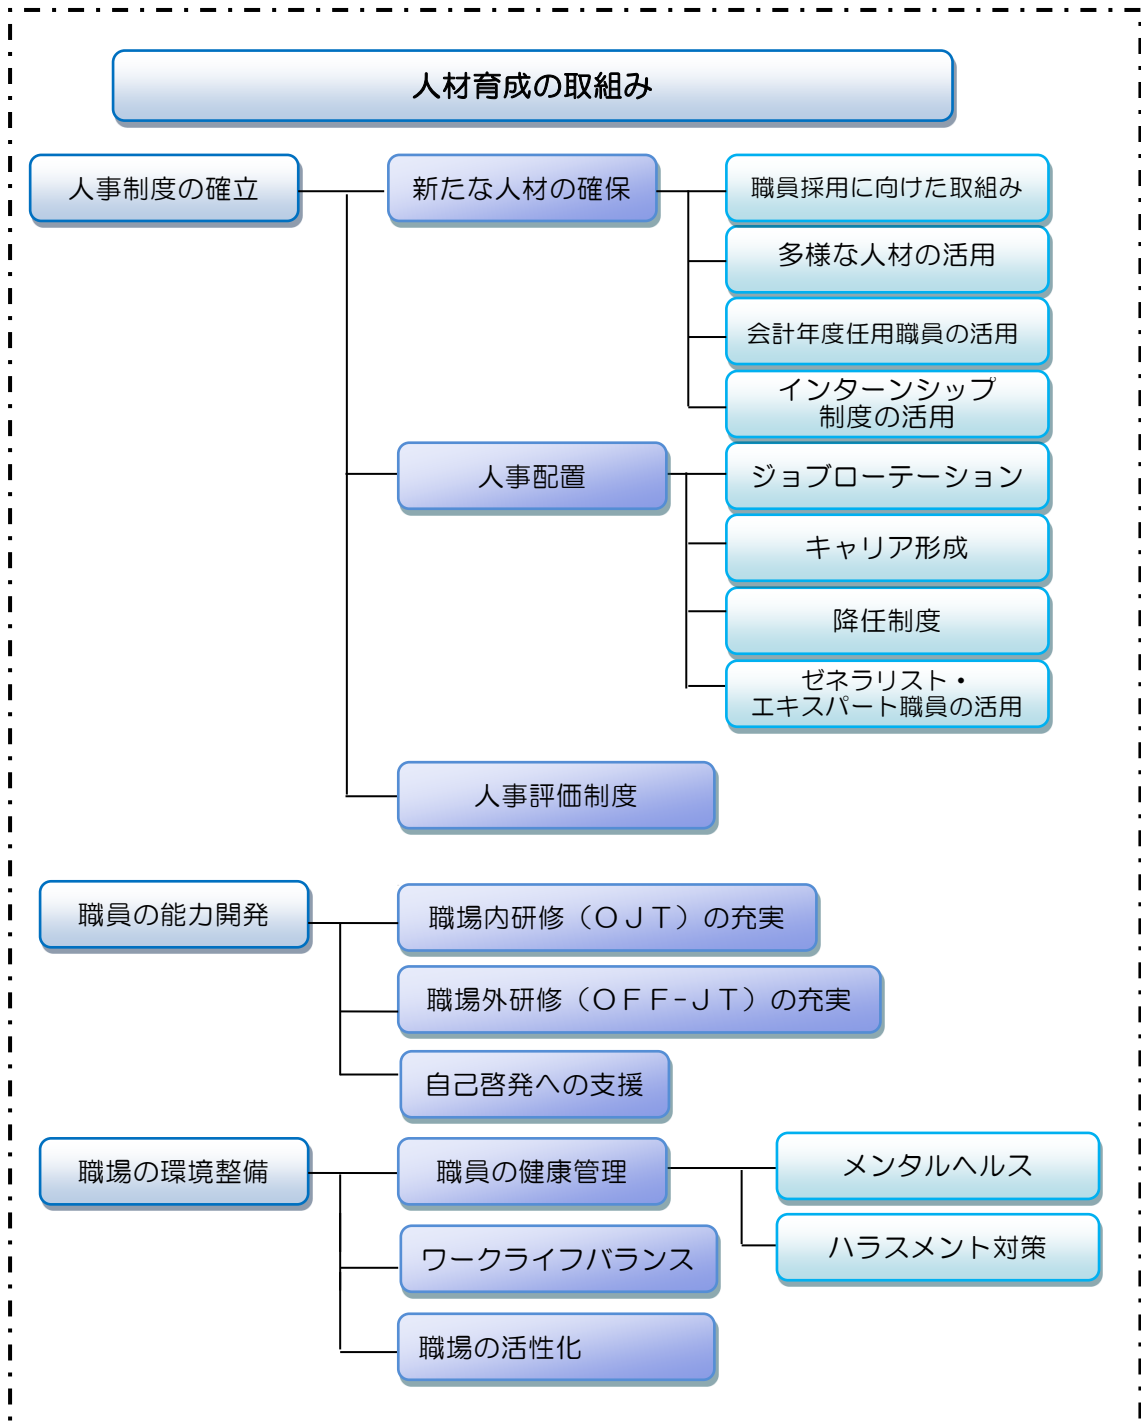 人材育成の取組み
人事制度の確立
新たな人材の確保
職員採用に向けた取組み
多様な人材の活用
会計年度任用職員の活用
インターンシップ
制度の活用
人事配置
ジョブローテーション
キャリア形成
降任制度
ゼネラリスト・
エキスパート職員の活用
人事評価制度
職員の能力開発
職場内研修（ＯＪＴ）の充実
職場外研修（ＯＦＦ-ＪＴ）の充実
自己啓発への支援
職場の環境整備
職員の健康管理
メンタルヘルス
ハラスメント対策
ワークライフバランス
職場の活性化